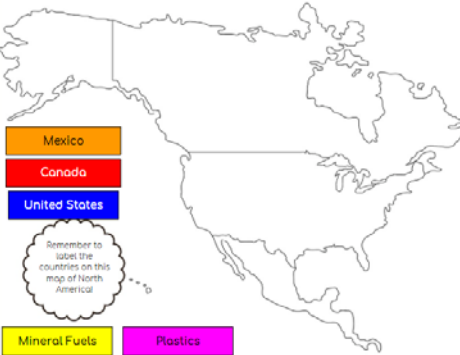 Mexico
Canada
United States
Remember to
label the
countries on this
map of North
America!
Mineral Fuels
Plastics